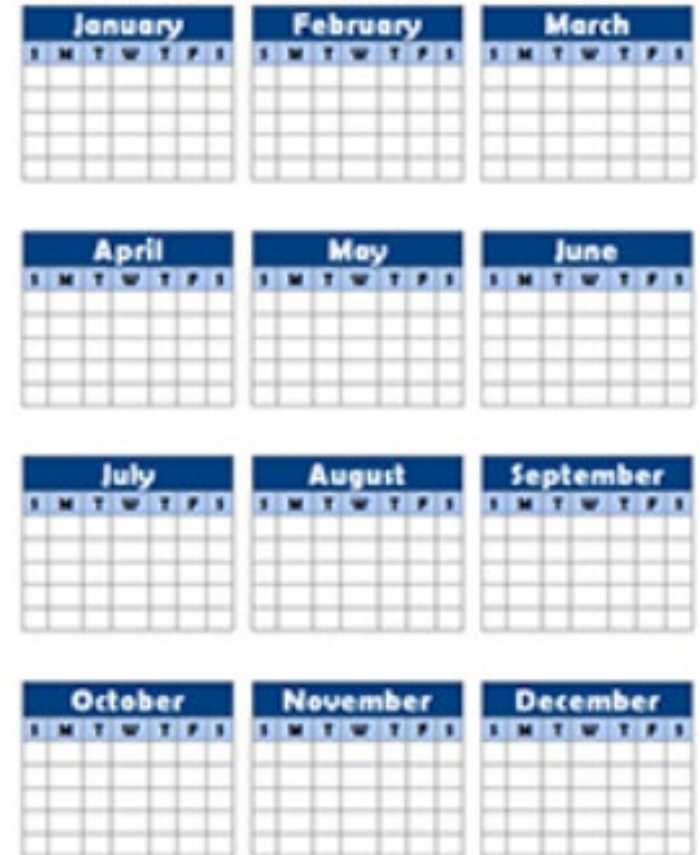 January February March
S M T W T F S S M T W T F S S M T W T F S
April May June
S M T W T F S S M T W T F S S M T W T F S
July August September
S M T W T F S S M T W T F S S M T W T F S
October November December
S M T W T F S S M T W T F S S M T W T F S